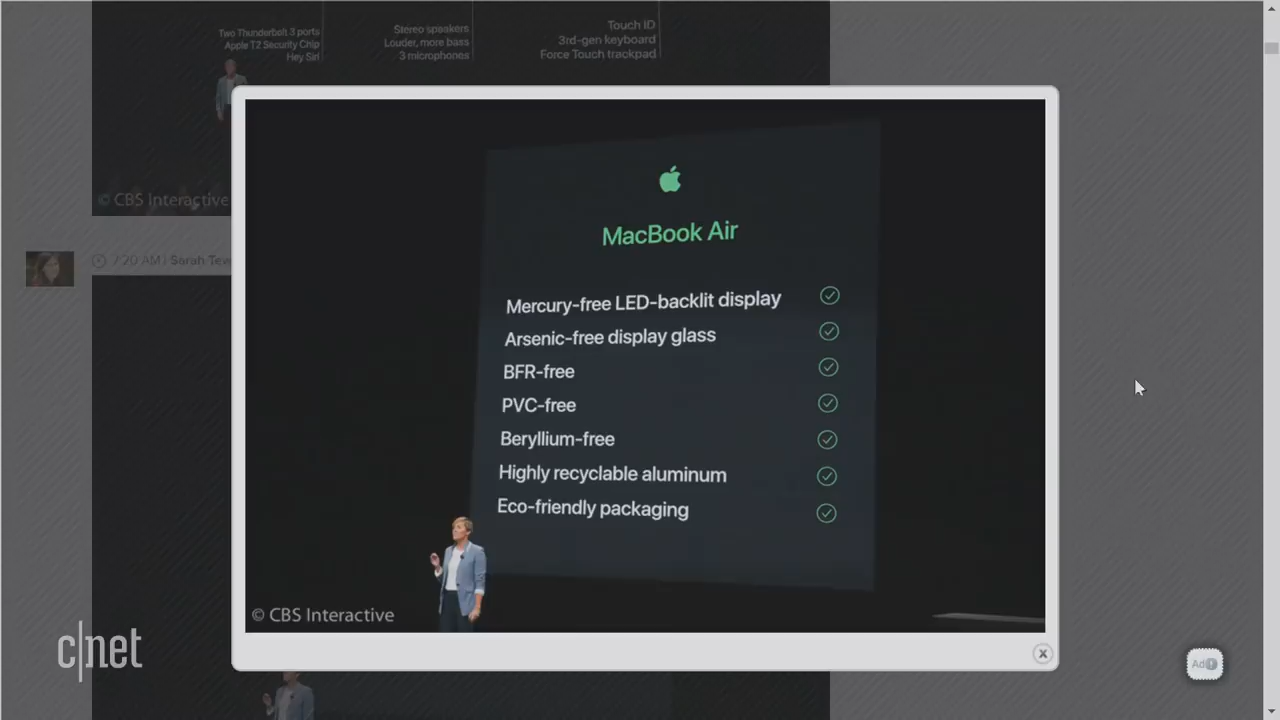 Two Thunderbolt 3 ports
Apple T2 Security Chip
Hey Siri
Stereo speakers
Louder, more bass
3 microphones
Touch ID
3rd-gen keyboard
Force Touch trackpad
© CBS Interactive
7:20 AM | Sarah Tew
MacBook Air
Mercury-free LED-backlit display
Arsenic-free display glass
BFR-free
PVC-free
Beryllium-free
Highly recyclable aluminum
Eco-friendly packaging
© CBS Interactive
c|net
x
Ad